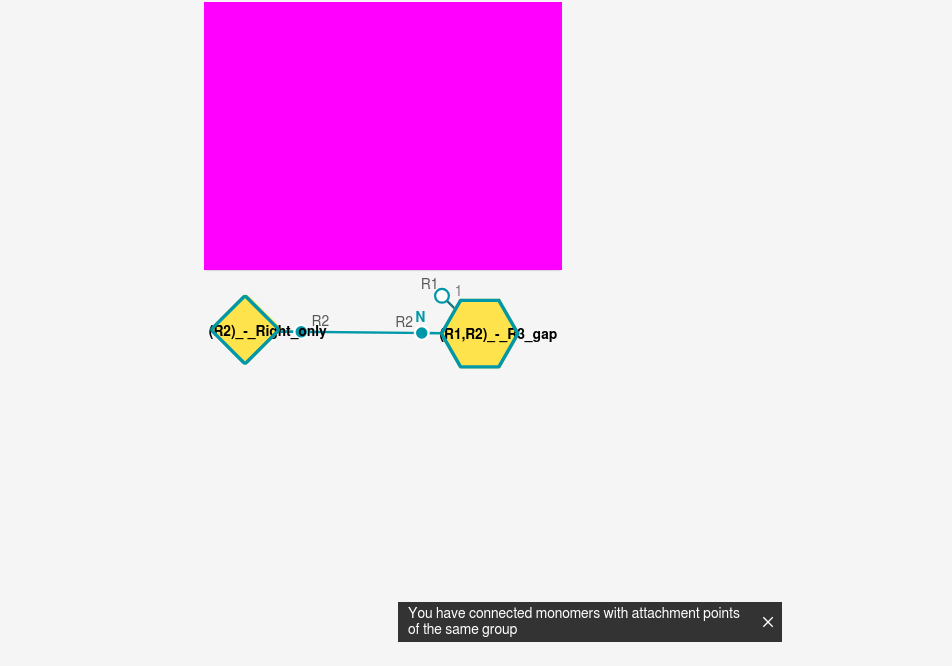 R1
1
(R2)_-_Right_only
R2
R2
N
(R1,R2)_-_R3_gap
You have connected monomers with attachment points
of the same group